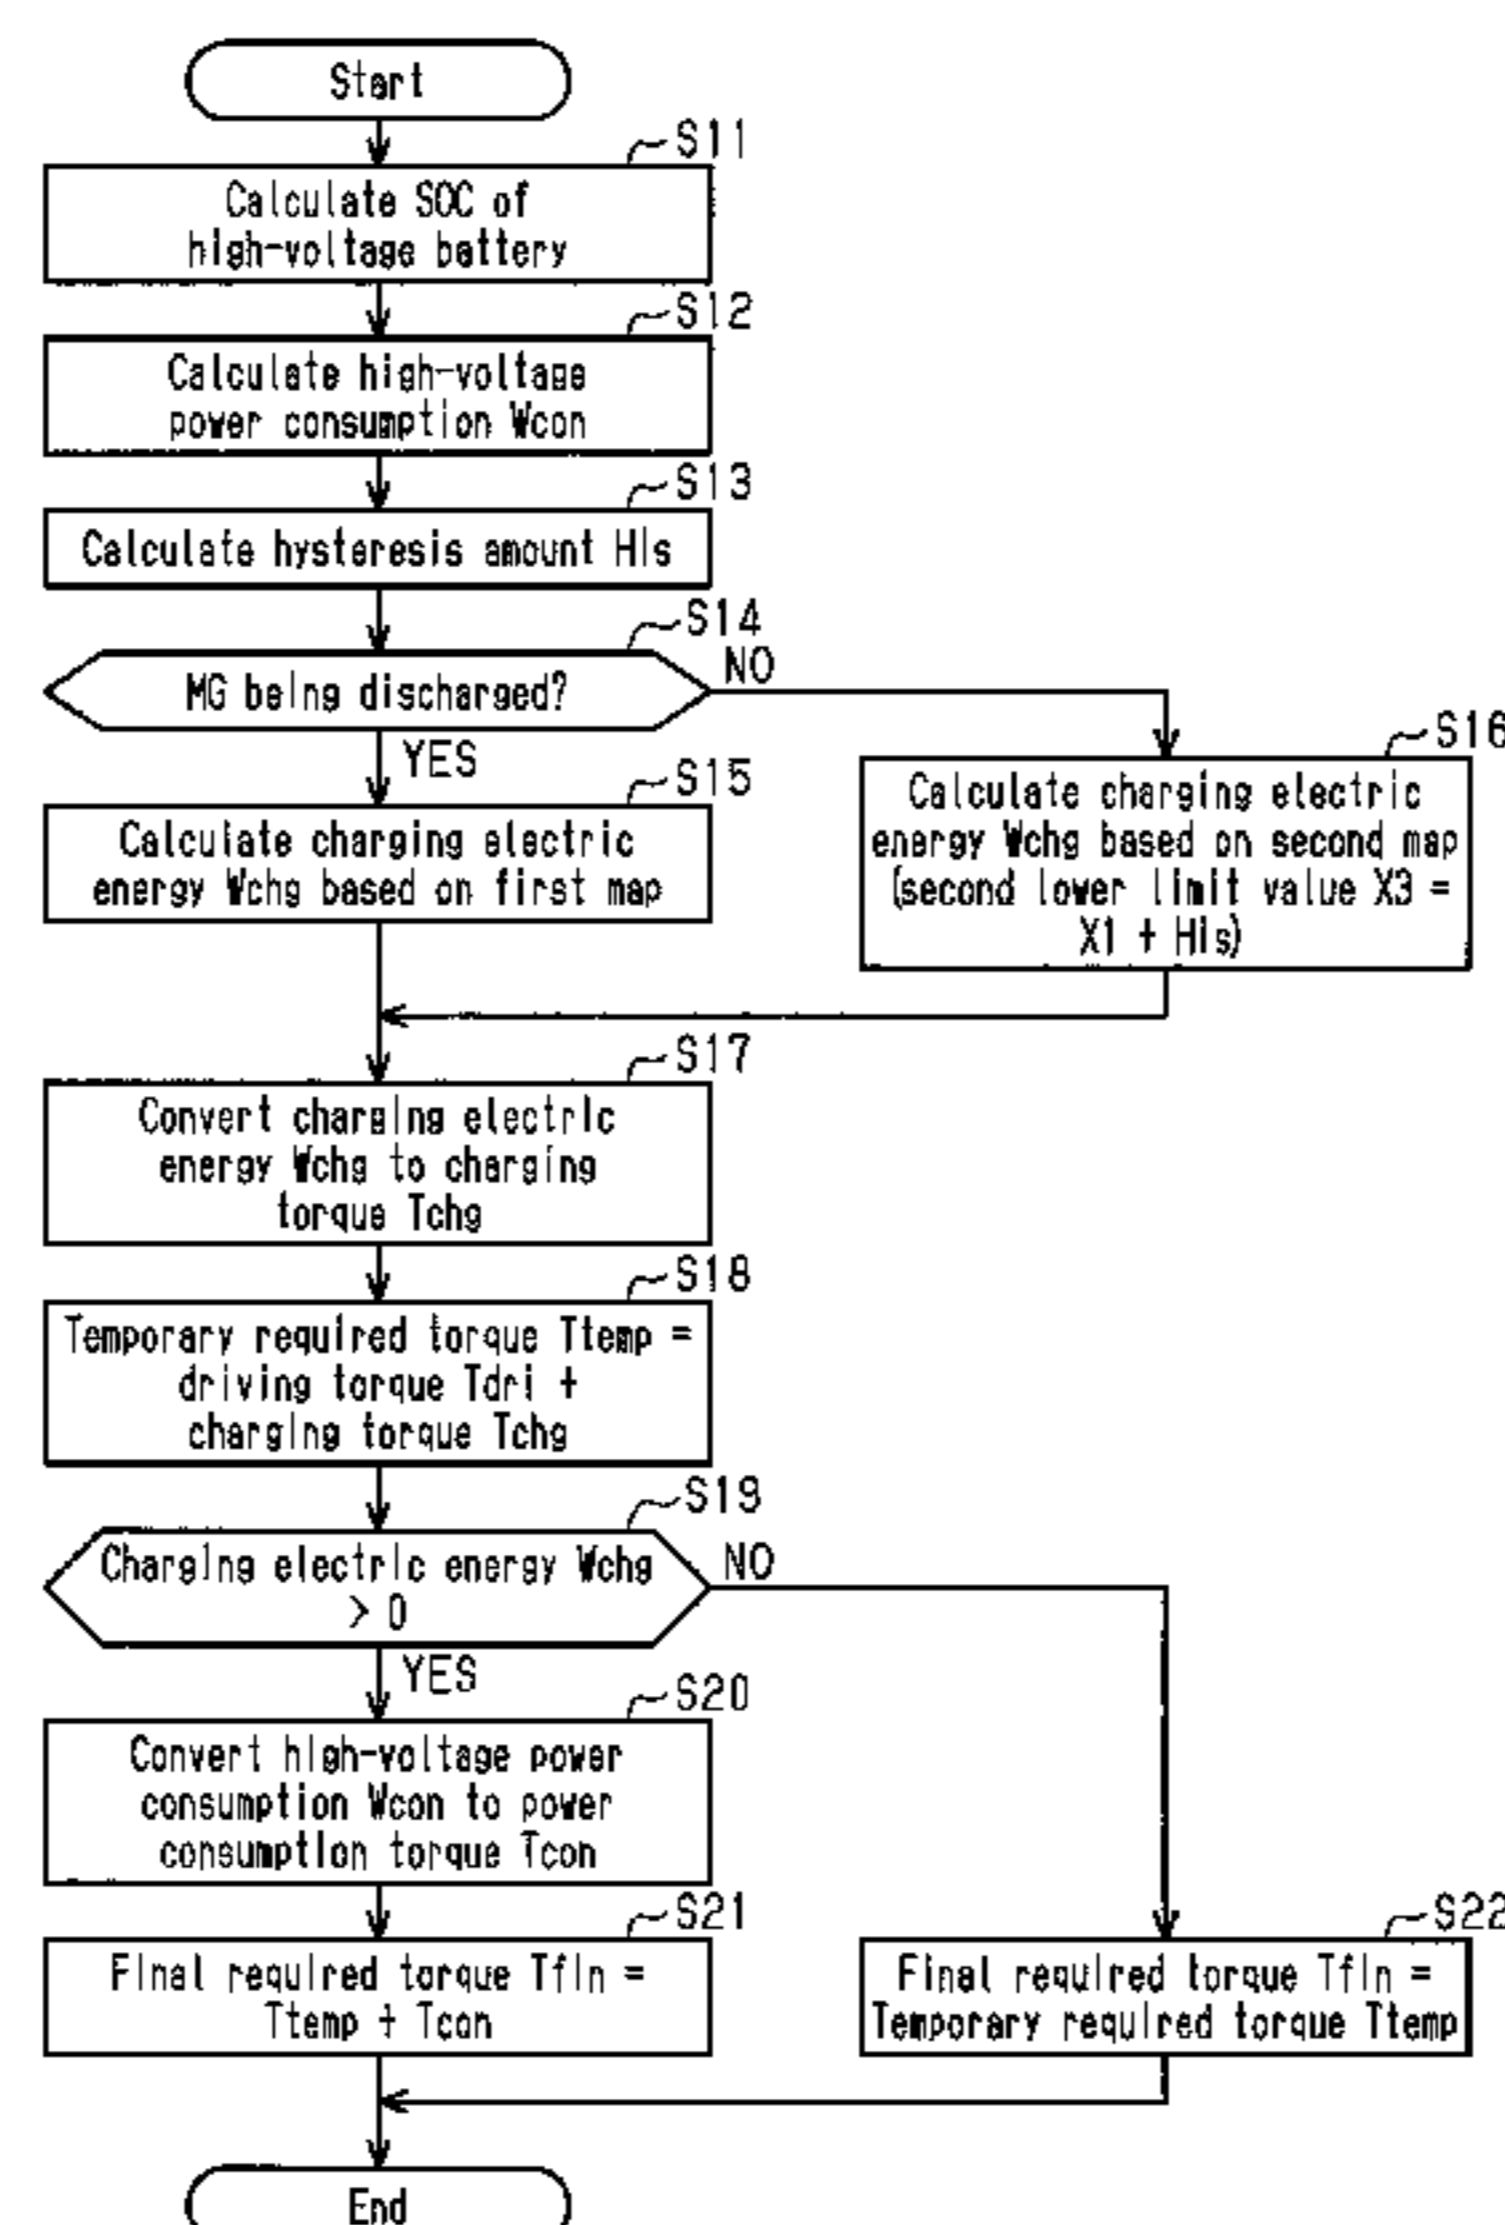 Start
S11
Calculate SOC of
high-voltage battery
S12
Calculate high-voltage
power consumption Wcon
S13
Calculate hysteresis amount His
S14
MG being discharged?
NO
YES
S15
Calculate charging electric
energy Wchg based on first map
S16
Calculate charging electric
energy Wchg based on second map
(second lower limit value X3 =
X1 + His)
S17
Convert charging electric
energy Wchg to charging
torque Tchg
S18
Temporary required torque Ttemp =
driving torque Tdri +
charging torque Tchg
S19
Charging electric energy Wchg
> 0
NO
YES
S20
Convert high-voltage power
consumption Wcon to power
consumption torque Tcon
S21
Final required torque Tfin =
Ttemp + Tcon
S22
Final required torque Tfin =
Temporary required torque Ttemp
End